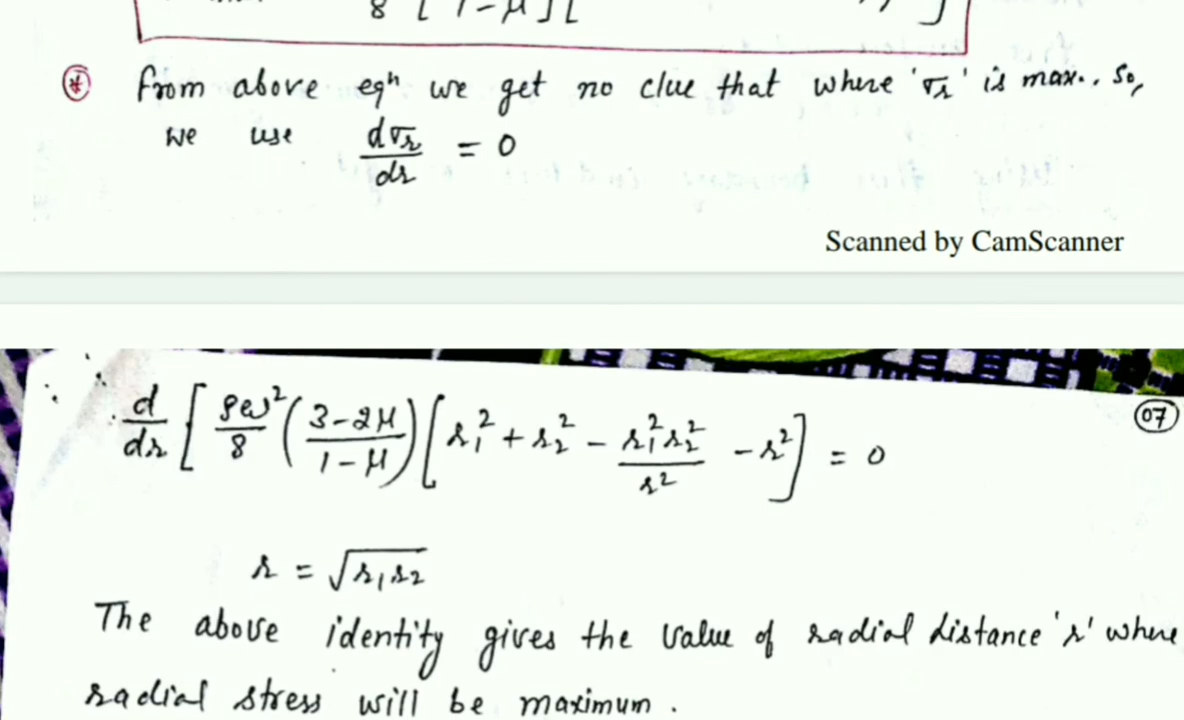 8 [ 1-μ ] [ ]
* from above eqⁿ we get no clue that where 'σr' is max.. So,
we use dσr/dr = 0
Scanned by CamScanner
07
∴ d/dr [ ρω²/8 (3-2μ/1-μ) [ r₁² + r₂² - r₁²r₂²/r² - r² ] = 0
r = √r₁r₂
The above identity gives the value of radial distance 'r' where
radial stress will be maximum .